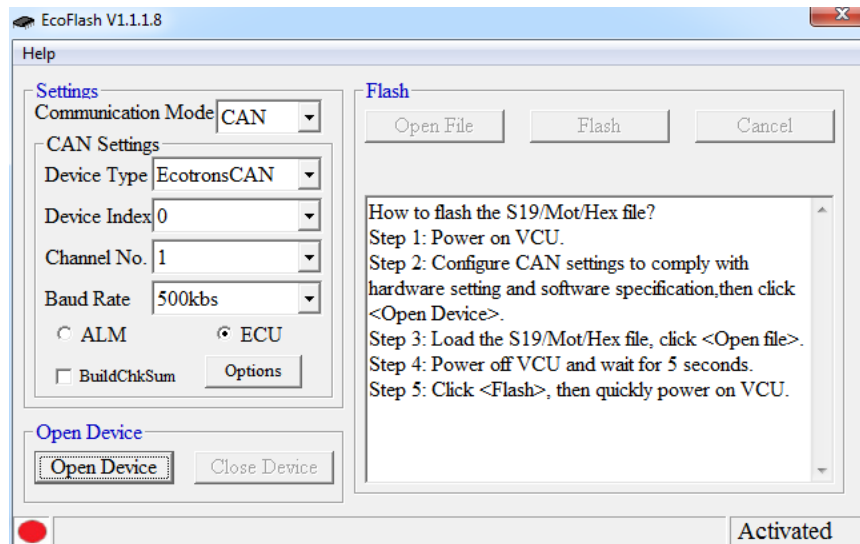 EcoFlash V1.1.1.8
Help
Settings
Communication Mode CAN
CAN Settings
Device Type EcotronsCAN
Device Index 0
Channel No. 1
Baud Rate 500kbs
ALM ECU
BuildChkSum Options
Open Device
Open Device Close Device
Flash
Open File Flash Cancel
How to flash the S19/Mot/Hex file?
Step 1: Power on VCU.
Step 2: Configure CAN settings to comply with
hardware setting and software specification,then click
<Open Device>.
Step 3: Load the S19/Mot/Hex file, click <Open file>.
Step 4: Power off VCU and wait for 5 seconds.
Step 5: Click <Flash>, then quickly power on VCU.
Activated